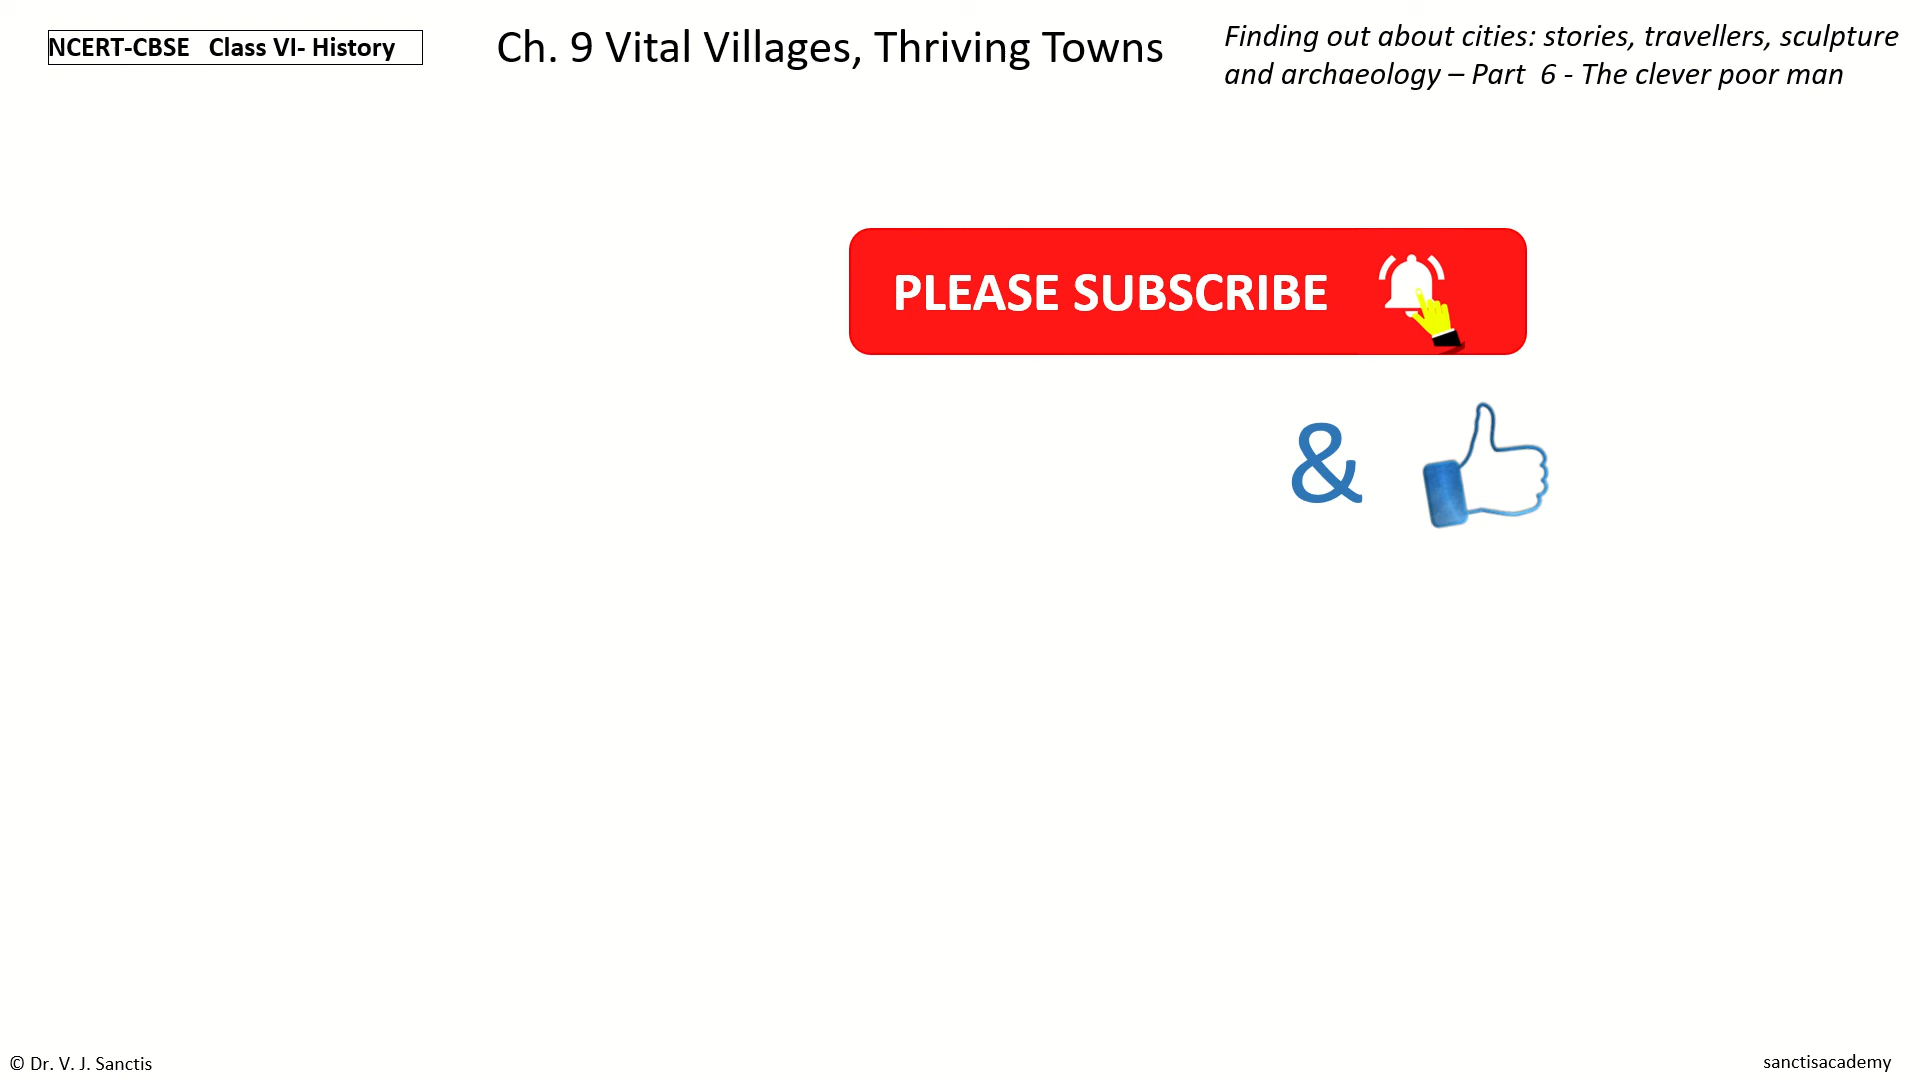 NCERT-CBSE Class VI- History
Ch. 9 Vital Villages, Thriving Towns
Finding out about cities: stories, travellers, sculpture
and archaeology – Part 6 - The clever poor man
PLEASE SUBSCRIBE
&
© Dr. V. J. Sanctis
sanctisacademy